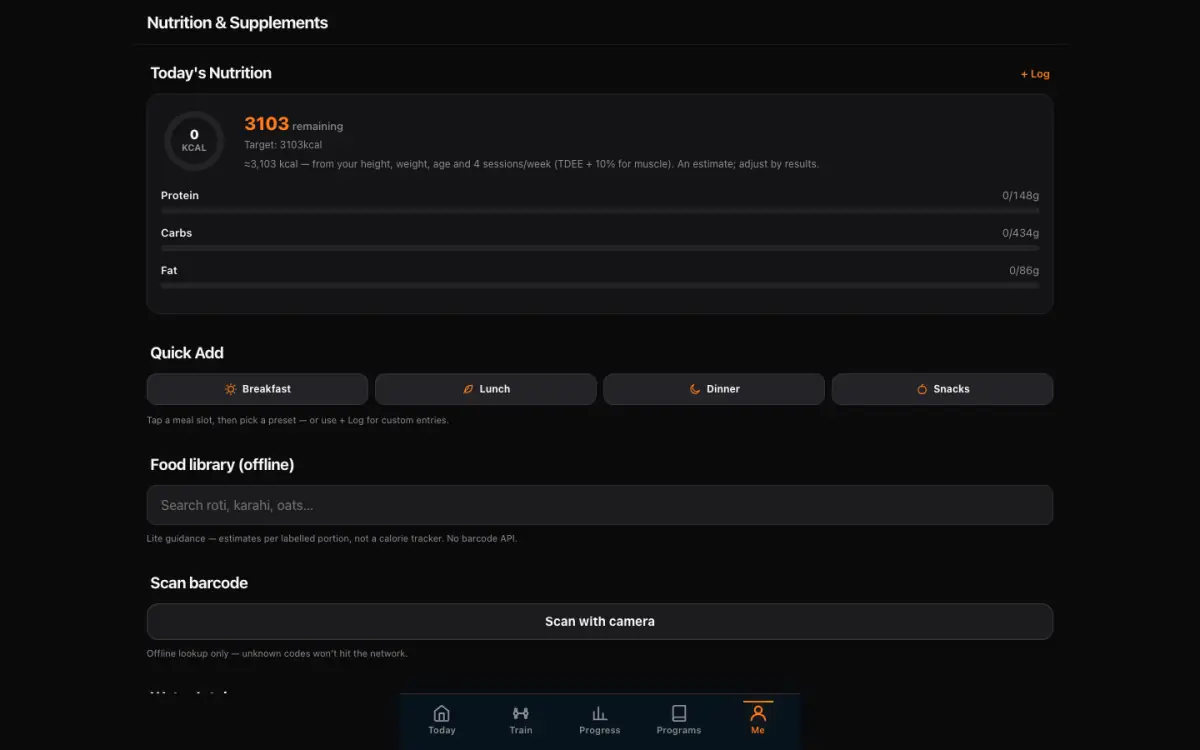 Nutrition & Supplements
Today's Nutrition
+ Log
0
KCAL
3103 remaining
Target: 3103kcal
≈3,103 kcal — from your height, weight, age and 4 sessions/week (TDEE + 10% for muscle). An estimate; adjust by results.
Protein
0/148g
Carbs
0/434g
Fat
0/86g
Quick Add
Breakfast
Lunch
Dinner
Snacks
Tap a meal slot, then pick a preset — or use + Log for custom entries.
Food library (offline)
Search roti, karahi, oats...
Lite guidance — estimates per labelled portion, not a calorie tracker. No barcode API.
Scan barcode
Scan with camera
Offline lookup only — unknown codes won't hit the network.
Today
Train
Progress
Programs
Me